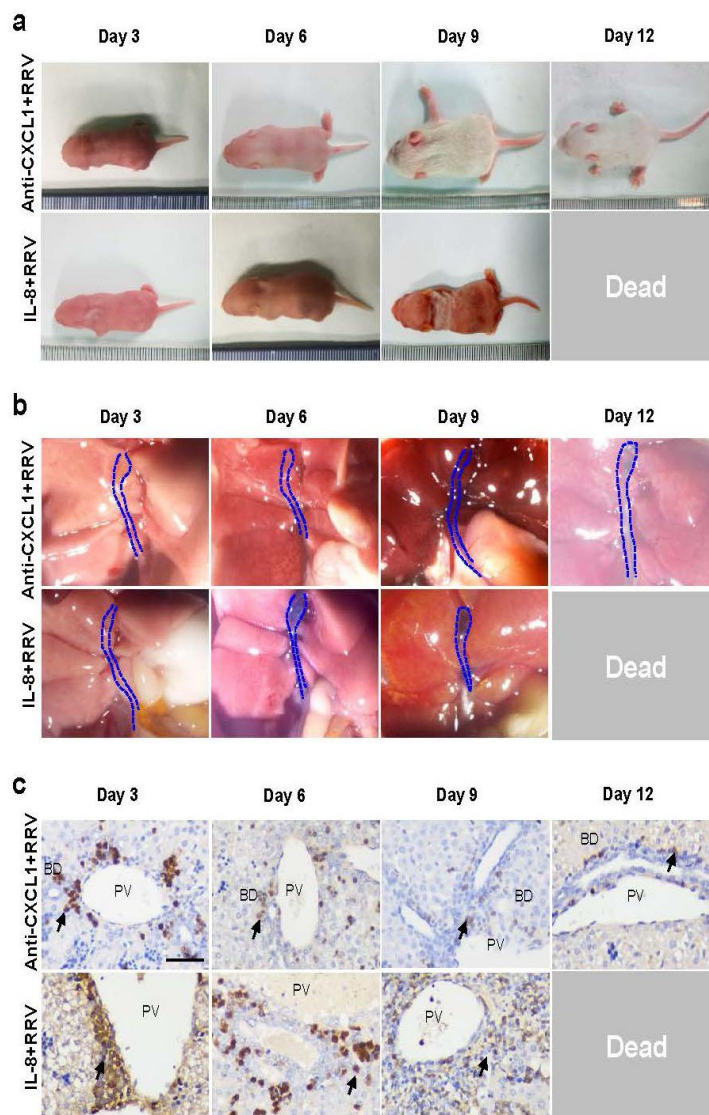 a
Day 3 Day 6 Day 9 Day 12
Anti-CXCL1+RRV
IL-8+RRV
Dead
b
Day 3 Day 6 Day 9 Day 12
Anti-CXCL1+RRV
IL-8+RRV
Dead
c
Day 3 Day 6 Day 9 Day 12
Anti-CXCL1+RRV
BD PV BD PV BD PV BD PV
IL-8+RRV
PV PV PV
Dead